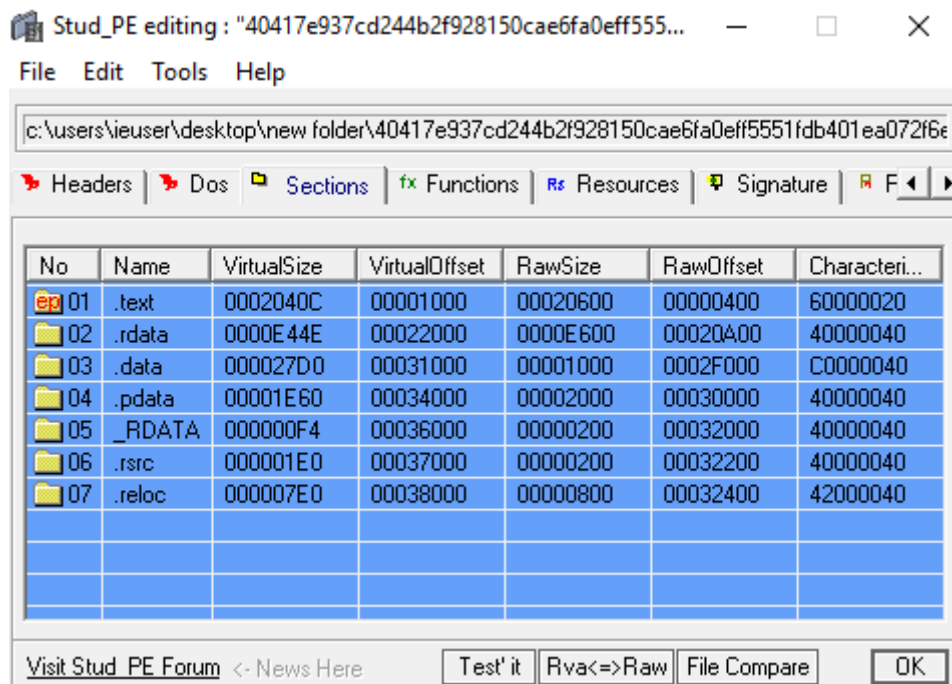 Stud_PE editing : "40417e937cd244b2f928150cae6fa0eff555...
File Edit Tools Help
c:\users\ieuser\desktop\new folder\40417e937cd244b2f928150cae6fa0eff5551fdb401ea072f6e
Headers Dos Sections fx Functions Rs Resources Signature F
No Name VirtualSize VirtualOffset RawSize RawOffset Characteri...
ep 01 .text 0002040C 00001000 00020600 00000400 60000020
02 .rdata 0000E44E 00022000 0000E600 00020A00 40000040
03 .data 000027D0 00031000 00001000 0002F000 C0000040
04 .pdata 00001E60 00034000 00002000 00030000 40000040
05 _RDATA 000000F4 00036000 00000200 00032000 40000040
06 .rsrc 000001E0 00037000 00000200 00032200 40000040
07 .reloc 000007E0 00038000 00000800 00032400 42000040
Visit Stud_PE Forum <- News Here Test' it Rva<=>Raw File Compare OK